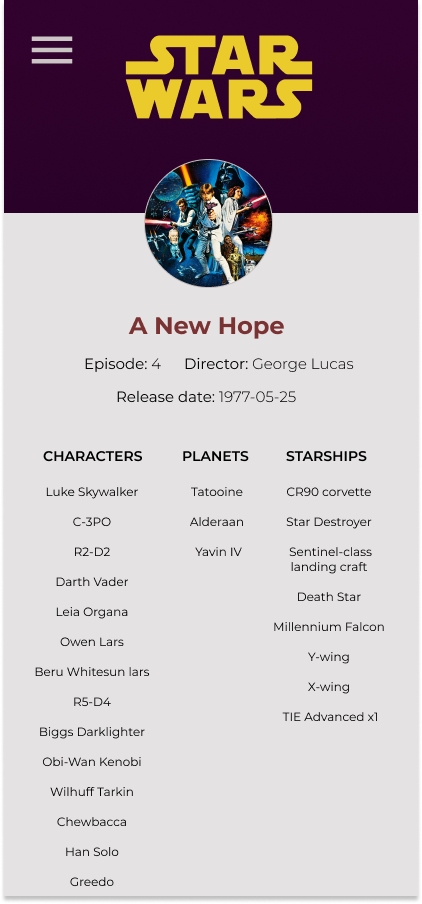 STAR
WARS
A New Hope
Episode: 4 Director: George Lucas
Release date: 1977-05-25
CHARACTERS
Luke Skywalker
C-3PO
R2-D2
Darth Vader
Leia Organa
Owen Lars
Beru Whitesun lars
R5-D4
Biggs Darklighter
Obi-Wan Kenobi
Wilhuff Tarkin
Chewbacca
Han Solo
Greedo
PLANETS
Tatooine
Alderaan
Yavin IV
STARSHIPS
CR90 corvette
Star Destroyer
Sentinel-class
landing craft
Death Star
Millennium Falcon
Y-wing
X-wing
TIE Advanced x1